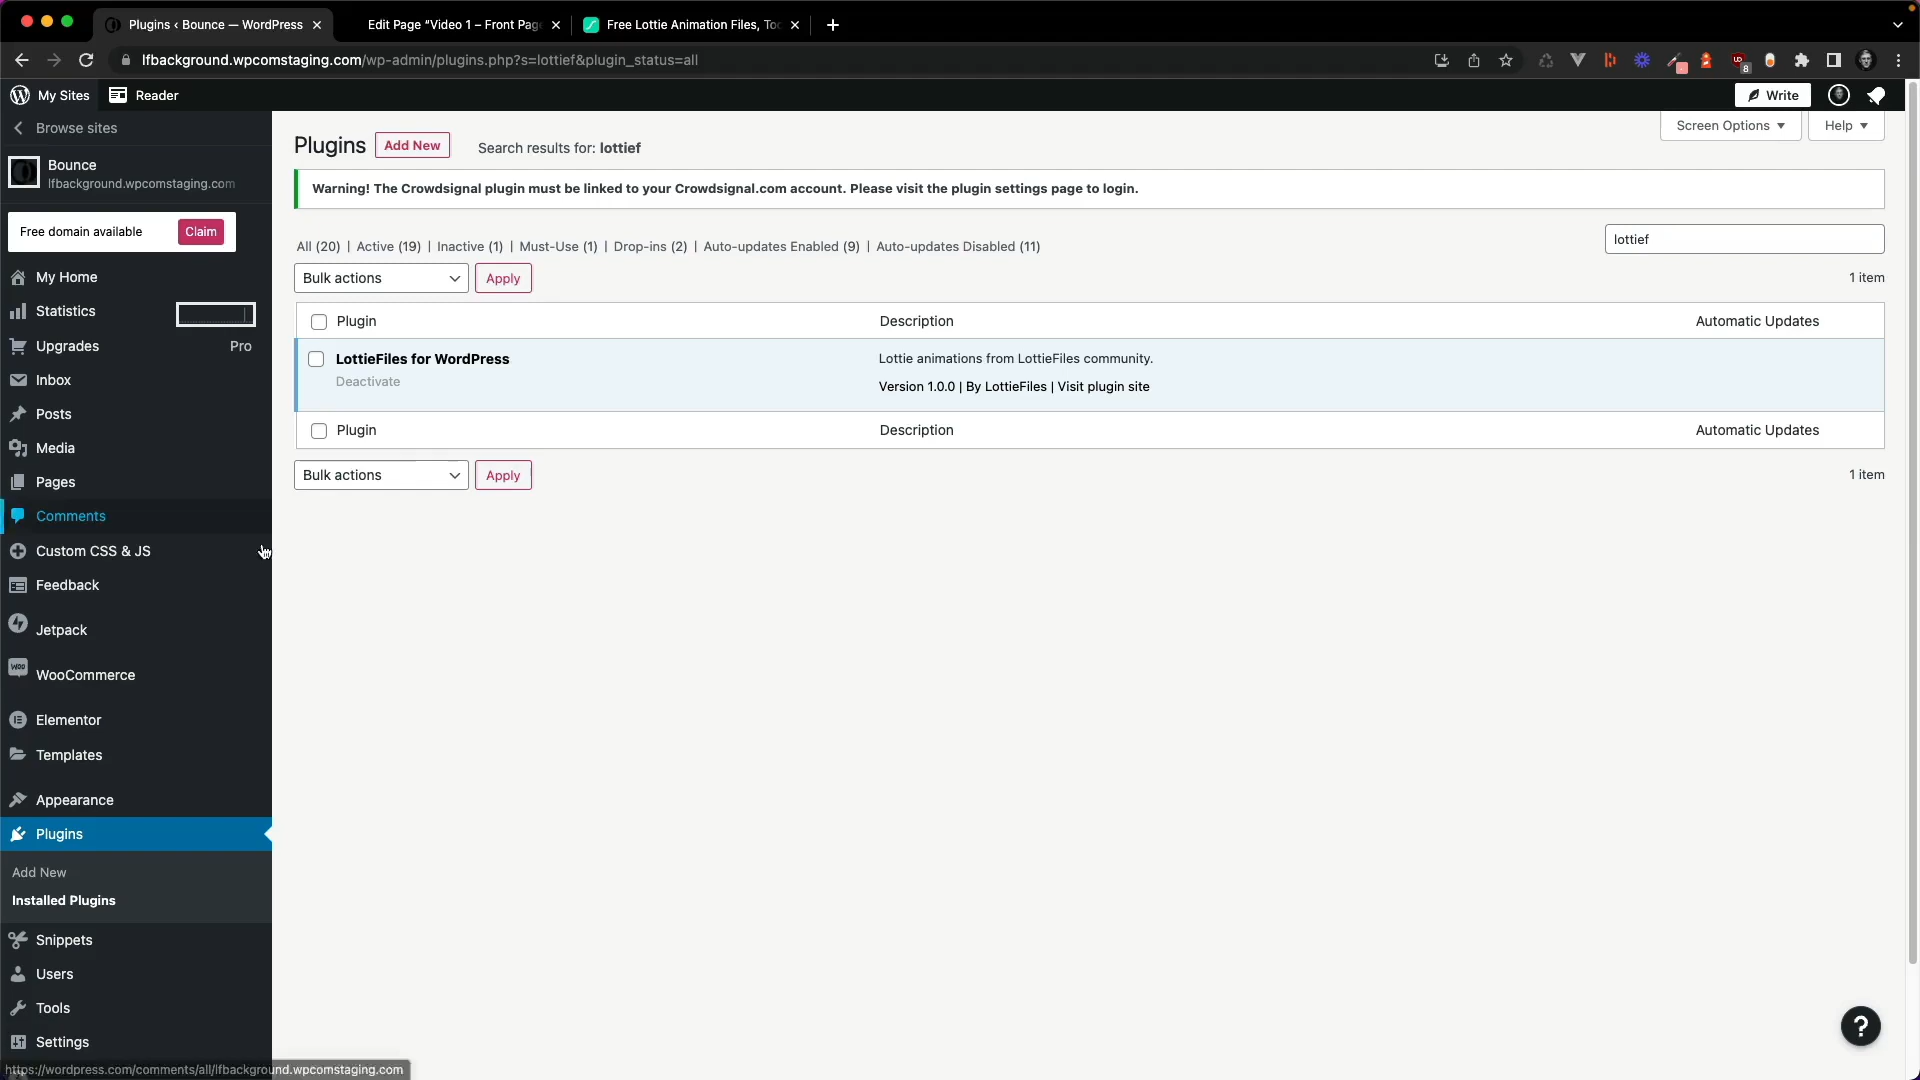 Plugins ‹ Bounce — WordPress
Edit Page “Video 1 – Front Pag
Free Lottie Animation Files, Too
lfbackground.wpcomstaging.com/wp-admin/plugins.php?s=lottief&plugin_status=all
8
My Sites
Reader
Write
Browse sites
Bounce
lfbackground.wpcomstaging.com
Free domain available
Claim
My Home
Statistics
Upgrades
Pro
Inbox
Posts
Media
Pages
Comments
Custom CSS & JS
Feedback
Jetpack
WOO
WooCommerce
Elementor
Templates
Appearance
Plugins
Add New
Installed Plugins
Snippets
Users
Tools
Settings
https://wordpress.com/comments/all/lfbackground.wpcomstaging.com
Screen Options
Help
Plugins
Add New
Search results for: lottief
Warning! The Crowdsignal plugin must be linked to your Crowdsignal.com account. Please visit the plugin settings page to login.
All (20) | Active (19) | Inactive (1) | Must-Use (1) | Drop-ins (2) | Auto-updates Enabled (9) | Auto-updates Disabled (11)
lottief
Bulk actions
Apply
1 item
Plugin
Description
Automatic Updates
LottieFiles for WordPress
Deactivate
Lottie animations from LottieFiles community.
Version 1.0.0 | By LottieFiles | Visit plugin site
Plugin
Description
Automatic Updates
Bulk actions
Apply
1 item
?